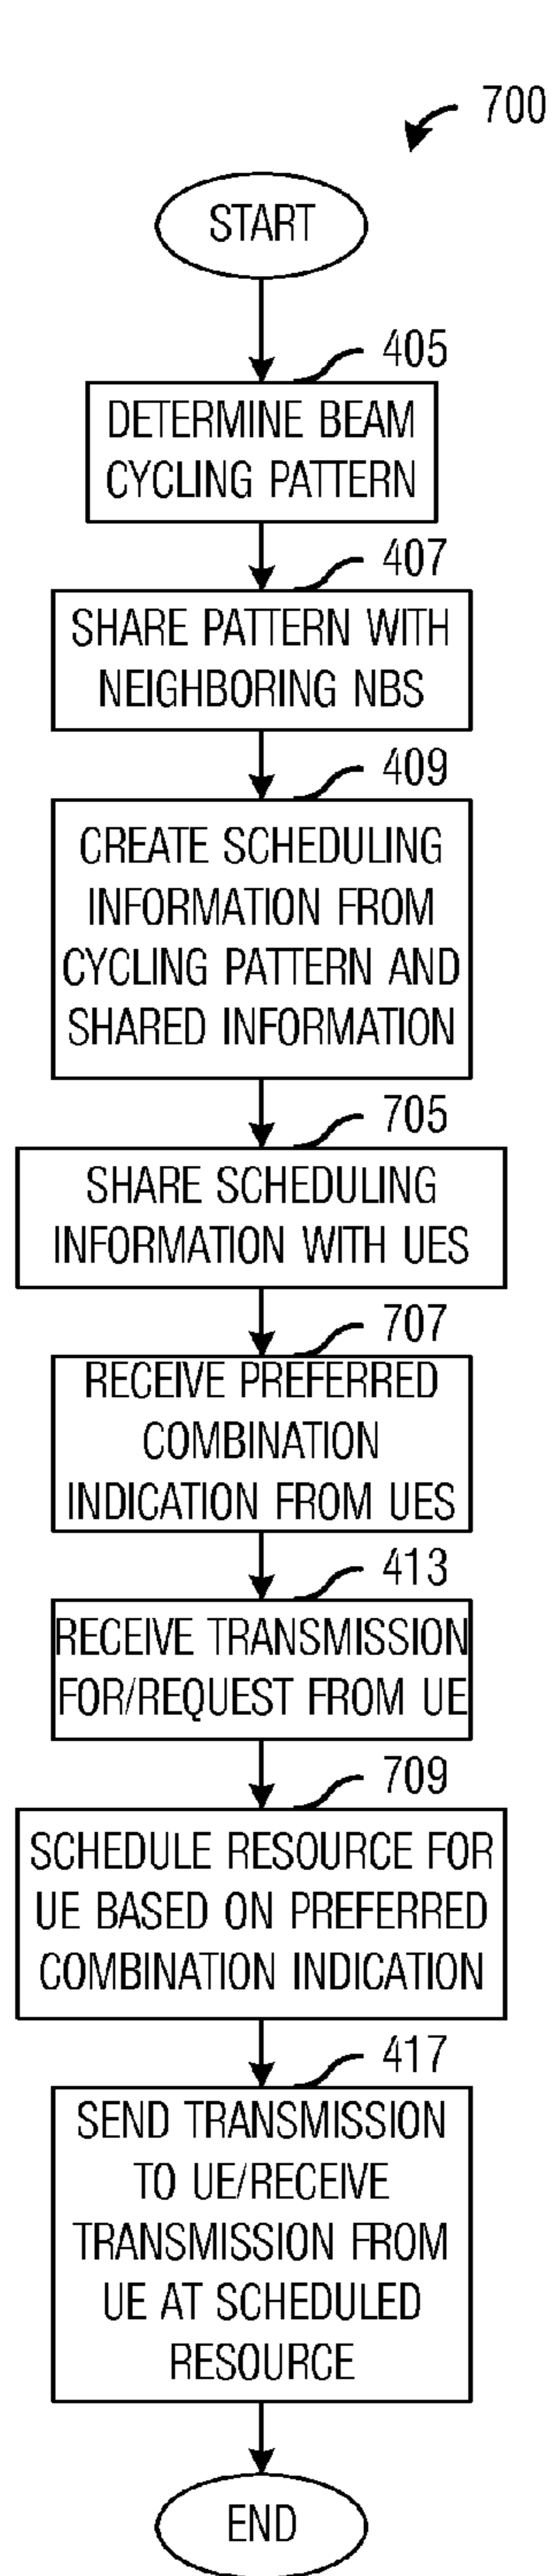 700
START
405
DETERMINE BEAM
CYCLING PATTERN
407
SHARE PATTERN WITH
NEIGHBORING NBS
409
CREATE SCHEDULING
INFORMATION FROM
CYCLING PATTERN AND
SHARED INFORMATION
705
SHARE SCHEDULING
INFORMATION WITH UES
707
RECEIVE PREFERRED
COMBINATION
INDICATION FROM UES
413
RECEIVE TRANSMISSION
FOR/REQUEST FROM UE
709
SCHEDULE RESOURCE FOR
UE BASED ON PREFERRED
COMBINATION INDICATION
417
SEND TRANSMISSION
TO UE/RECEIVE
TRANSMISSION FROM
UE AT SCHEDULED
RESOURCE
END